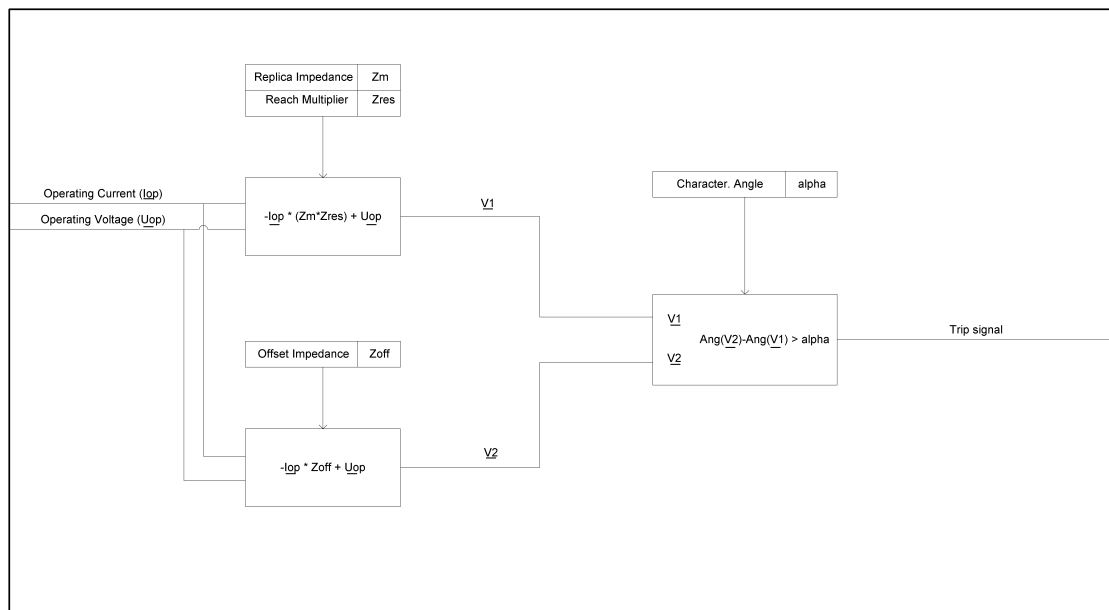 Replica Impedance Zm
Reach Multiplier Zres
Operating Current (Iop)
Operating Voltage (Uop)
-Iop * (Zm*Zres) + Uop
V1
Character. Angle alpha
V1
Ang(V2)-Ang(V1) > alpha
V2
Trip signal
Offset Impedance Zoff
-Iop * Zoff + Uop
V2